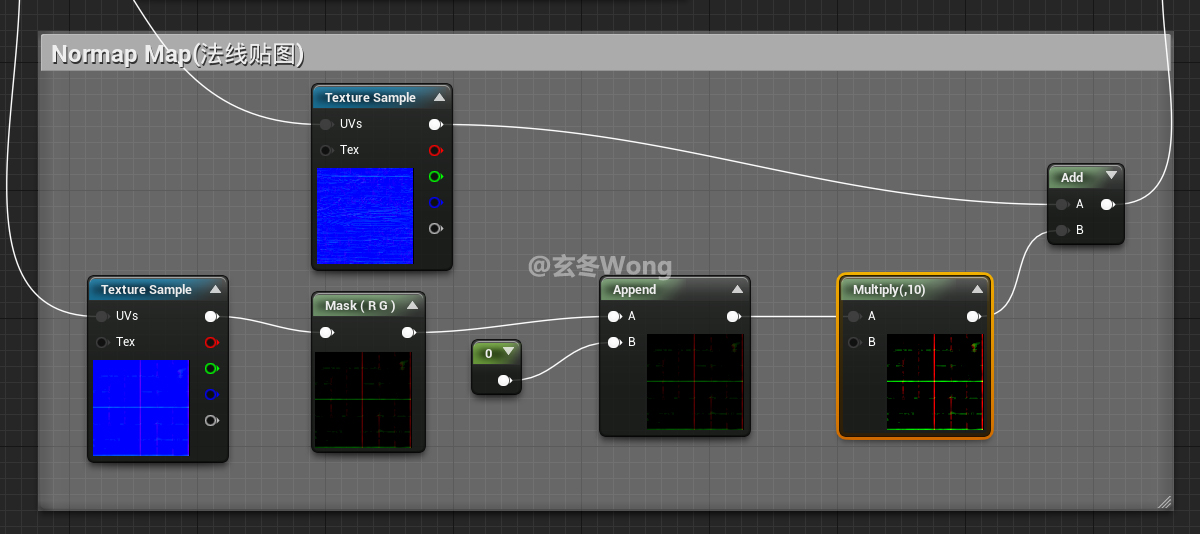 Normap Map(法线贴图)
Texture Sample
UVs
Tex
Add
A
B
@玄冬Wong
Texture Sample
UVs
Tex
Mask ( R G )
0
Append
A
B
Multiply(,10)
A
B